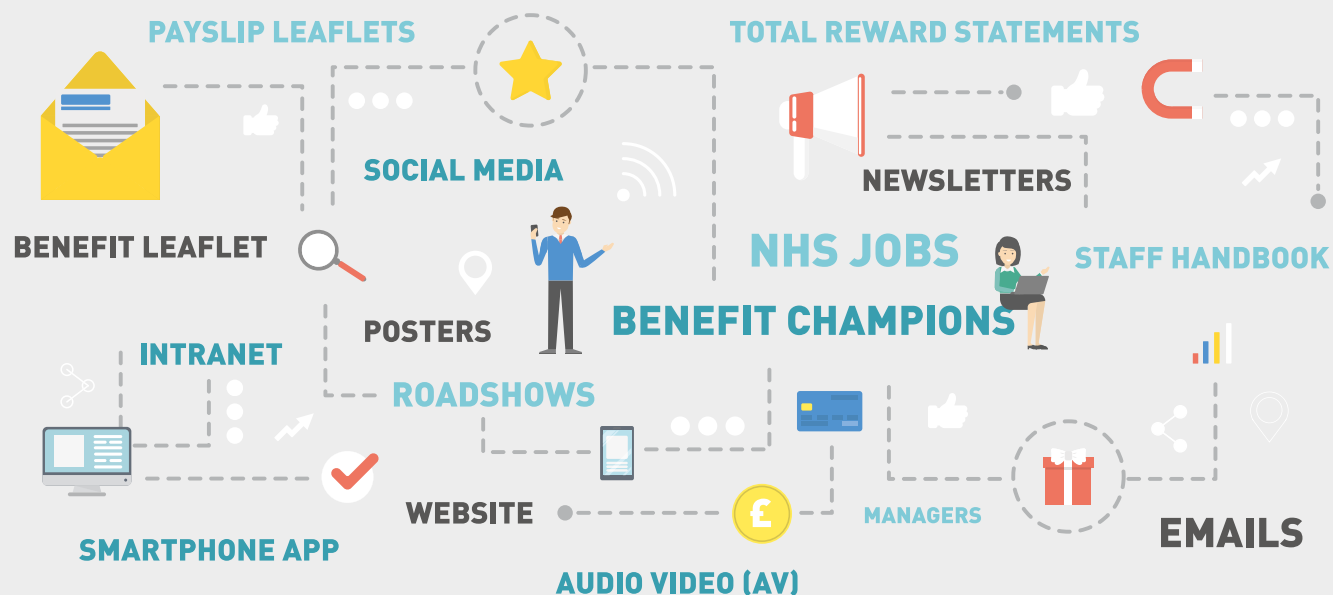 PAYSLIP LEAFLETS
TOTAL REWARD STATEMENTS
SOCIAL MEDIA
NEWSLETTERS
BENEFIT LEAFLET
NHS JOBS
STAFF HANDBOOK
POSTERS
BENEFIT CHAMPIONS
INTRANET
ROADSHOWS
WEBSITE
£
MANAGERS
EMAILS
SMARTPHONE APP
AUDIO VIDEO (AV)